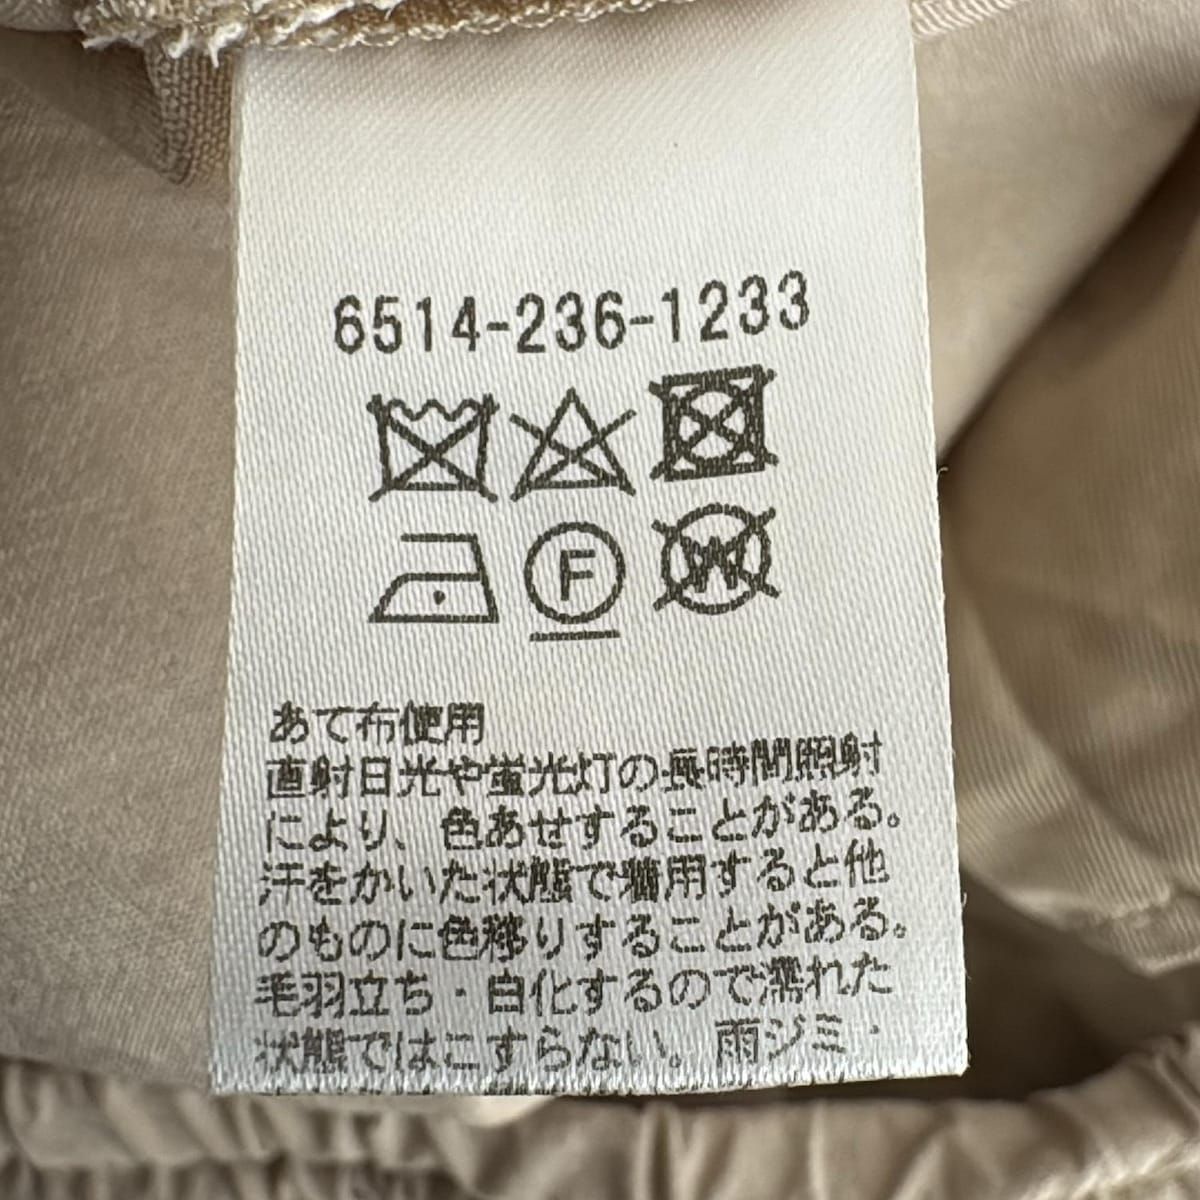 6514-236-1233
F
W
あて布使用
直射日光や蛍光灯の長時間照射
により、色あせすることがある。
汗をかいた状態で着用すると他
のものに色移りすることがある。
毛羽立ち・白化するので濡れた
状態ではこすらない。雨ジミ・